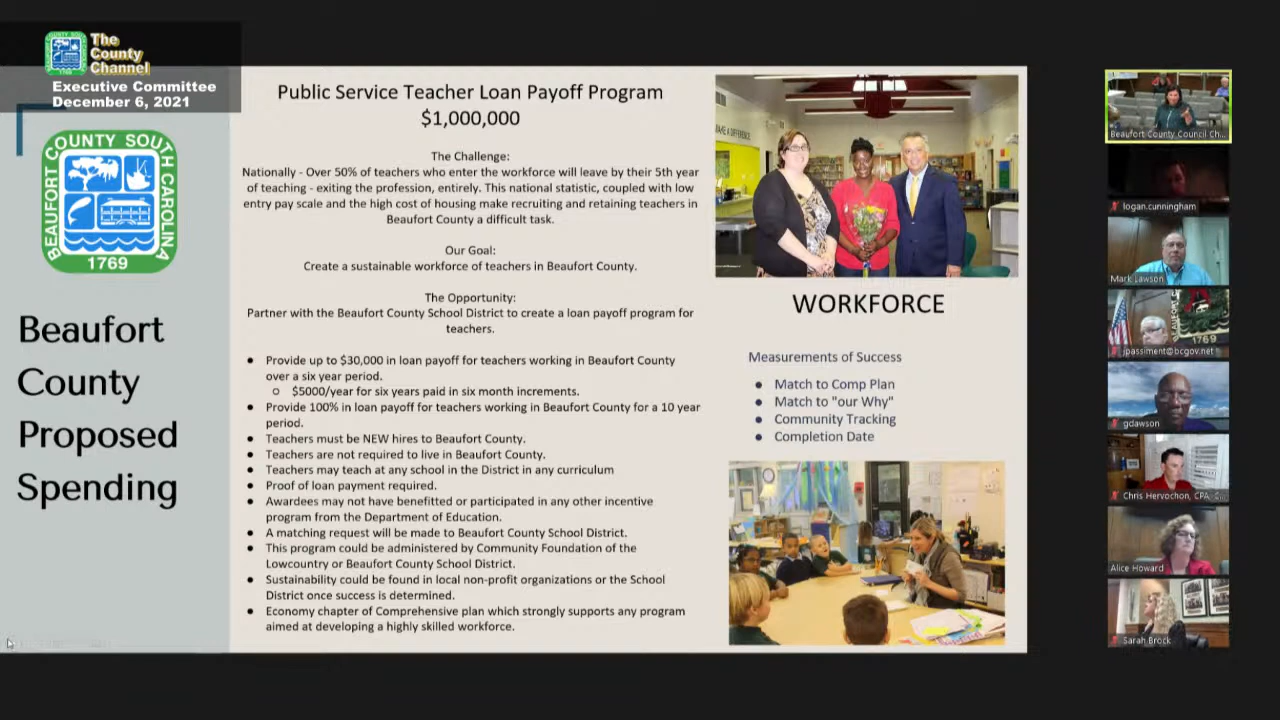 The
County
Channel
Executive Committee
December 6, 2021
BEAUFORT COUNTY SOUTH CAROLINA
1769
Beaufort
County
Proposed
Spending
Public Service Teacher Loan Payoff Program
$1,000,000
The Challenge:
Nationally - Over 50% of teachers who enter the workforce will leave by their 5th year
of teaching - exiting the profession, entirely. This national statistic, coupled with low
entry pay scale and the high cost of housing make recruiting and retaining teachers in
Beaufort County a difficult task.
Our Goal:
Create a sustainable workforce of teachers in Beaufort County.
The Opportunity:
Partner with the Beaufort County School District to create a loan payoff program for
teachers.
● Provide up to $30,000 in loan payoff for teachers working in Beaufort County
over a six year period.
○ $5000/year for six years paid in six month increments.
● Provide 100% in loan payoff for teachers working in Beaufort County for a 10 year
period.
● Teachers must be NEW hires to Beaufort County.
● Teachers are not required to live in Beaufort County.
● Teachers may teach at any school in the District in any curriculum
● Proof of loan payment required.
● Awardees may not have benefitted or participated in any other incentive
program from the Department of Education.
● A matching request will be made to Beaufort County School District.
● This program could be administered by Community Foundation of the
Lowcountry or Beaufort County School District.
● Sustainability could be found in local non-profit organizations or the School
District once success is determined.
● Economy chapter of Comprehensive plan which strongly supports any program
aimed at developing a highly skilled workforce.
MAKE A DIFFERENCE
WORKFORCE
Measurements of Success
● Match to Comp Plan
● Match to "our Why"
● Community Tracking
● Completion Date
Beaufort County Council Ch...
logan.cunningham
Mark Lawson
jpassiment@bcgov.net
gdawson
Chris Hervochon, CPA, C...
Alice Howard
Sarah Brock